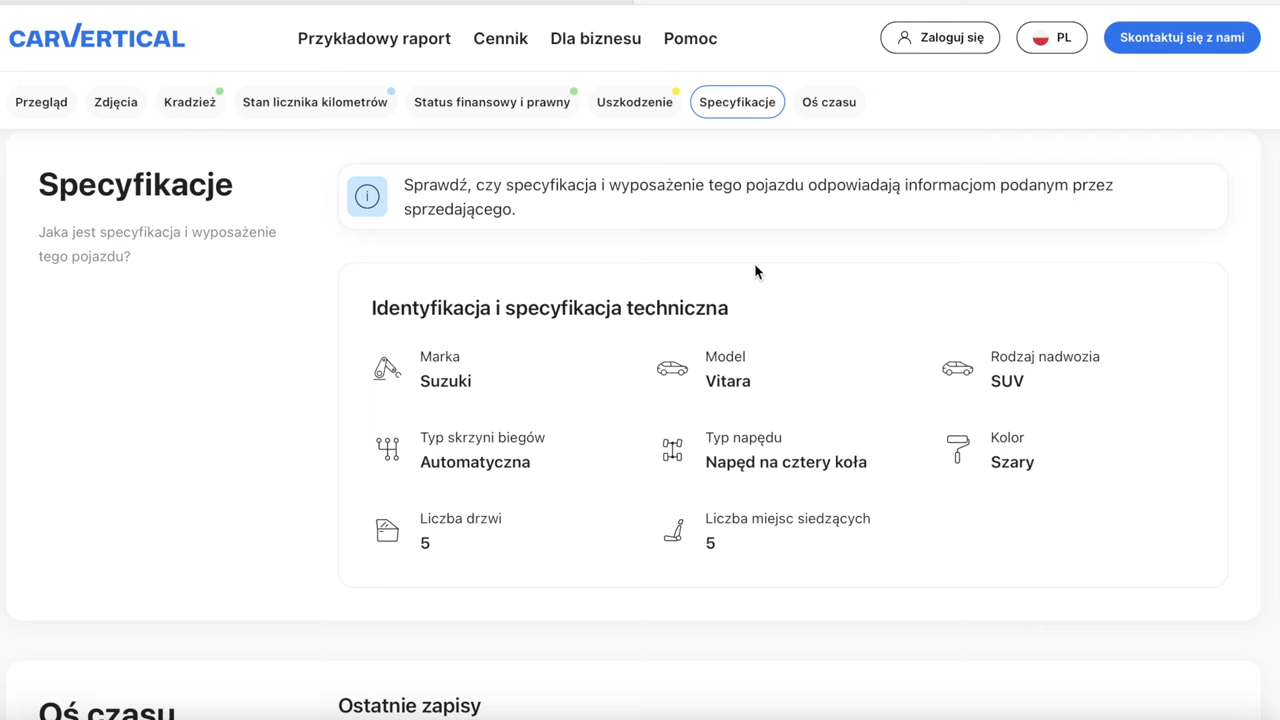 CARVERTICAL
Przykładowy raport
Cennik
Dla biznesu
Pomoc
Zaloguj się
PL
Skontaktuj się z nami
Przegląd
Zdjęcia
Kradzież
Stan licznika kilometrów
Status finansowy i prawny
Uszkodzenie
Specyfikacje
Oś czasu
Specyfikacje
Jaka jest specyfikacja i wyposażenie
tego pojazdu?
Sprawdź, czy specyfikacja i wyposażenie tego pojazdu odpowiadają informacjom podanym przez
sprzedającego.
Identyfikacja i specyfikacja techniczna
Marka
Suzuki
Model
Vitara
Rodzaj nadwozia
SUV
Typ skrzyni biegów
Automatyczna
Typ napędu
Napęd na cztery koła
Kolor
Szary
Liczba drzwi
5
Liczba miejsc siedzących
5
Oś czasu
Ostatnie zapisy